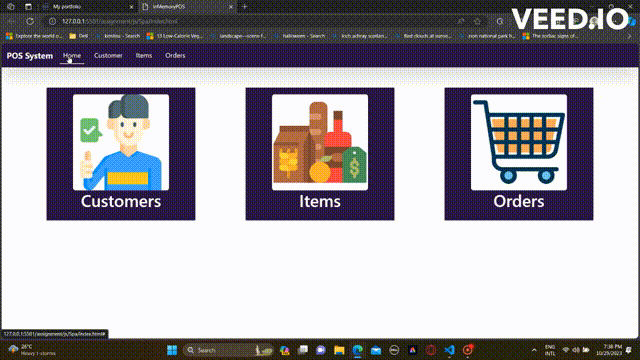 My portfolio
InMemoryPOS
VEED.IO
127.0.0.1:5501/assignment/js/Spa/index.html
Explore the world o...
Dell
kimitsu - Search
13 Low-Calorie Veg...
landscape—scene f...
halloween - Search
loch achray scotlan...
Red clouds at sunse...
zion national park h...
The zodiac signs of...
POS System
Home
Customer
Items
Orders
Customers
Items
Orders
$
127.0.0.1:5501/assignment/js/Spa/index.html#
26°C
Heavy t-storms
Search
ENG
INTL
7:36 PM
10/29/2023